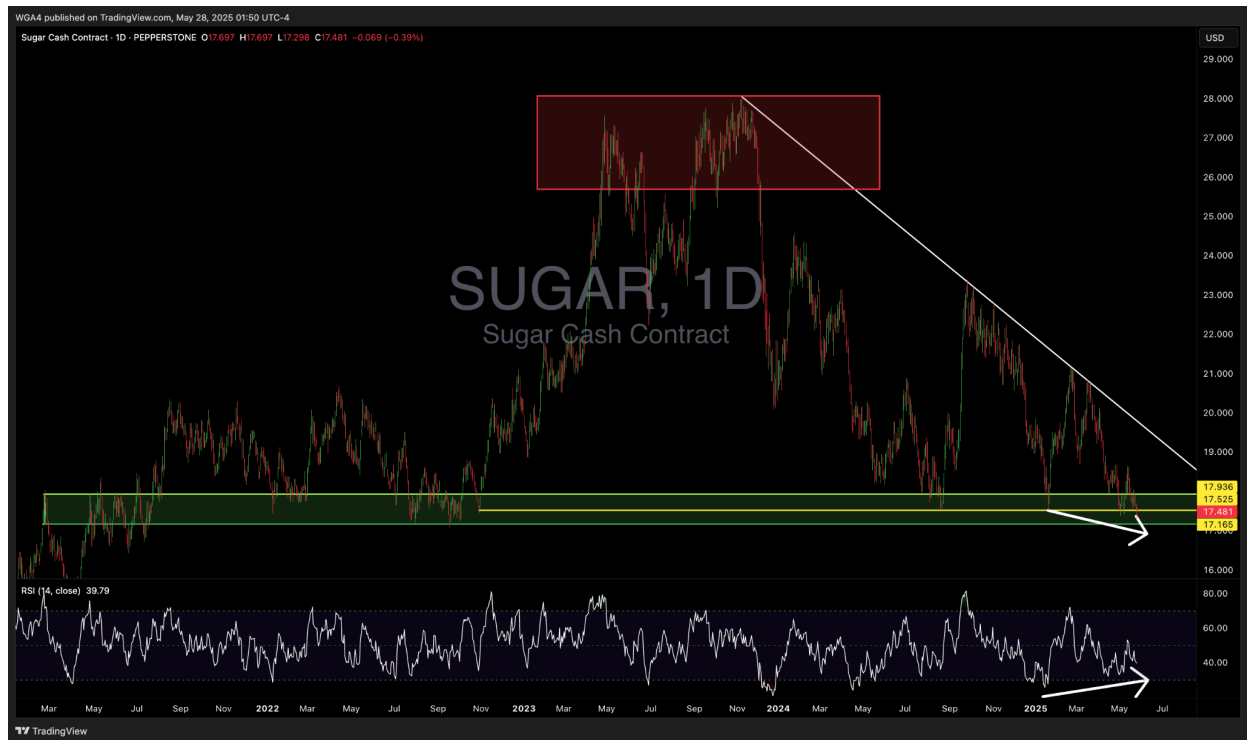 WGA4 published on TradingView.com, May 28, 2025 01:50 UTC-4
Sugar Cash Contract · 1D · PEPPERSTONE O17.697 H17.697 L17.298 C17.481 −0.069 (−0.39%)
USD
29.000
28.000
27.000
26.000
25.000
24.000
SUGAR, 1D
23.000
Sugar Cash Contract
22.000
21.000
20.000
19.000
17.936
17.525
17.481
17.165
16.000
RSI (14, close) 39.79
80.00
60.00
40.00
Mar May Jul Sep Nov 2022 Mar May Jul Sep Nov 2023 Mar May Jul Sep Nov 2024 Mar May Jul Sep Nov 2025 Mar May Jul
TradingView